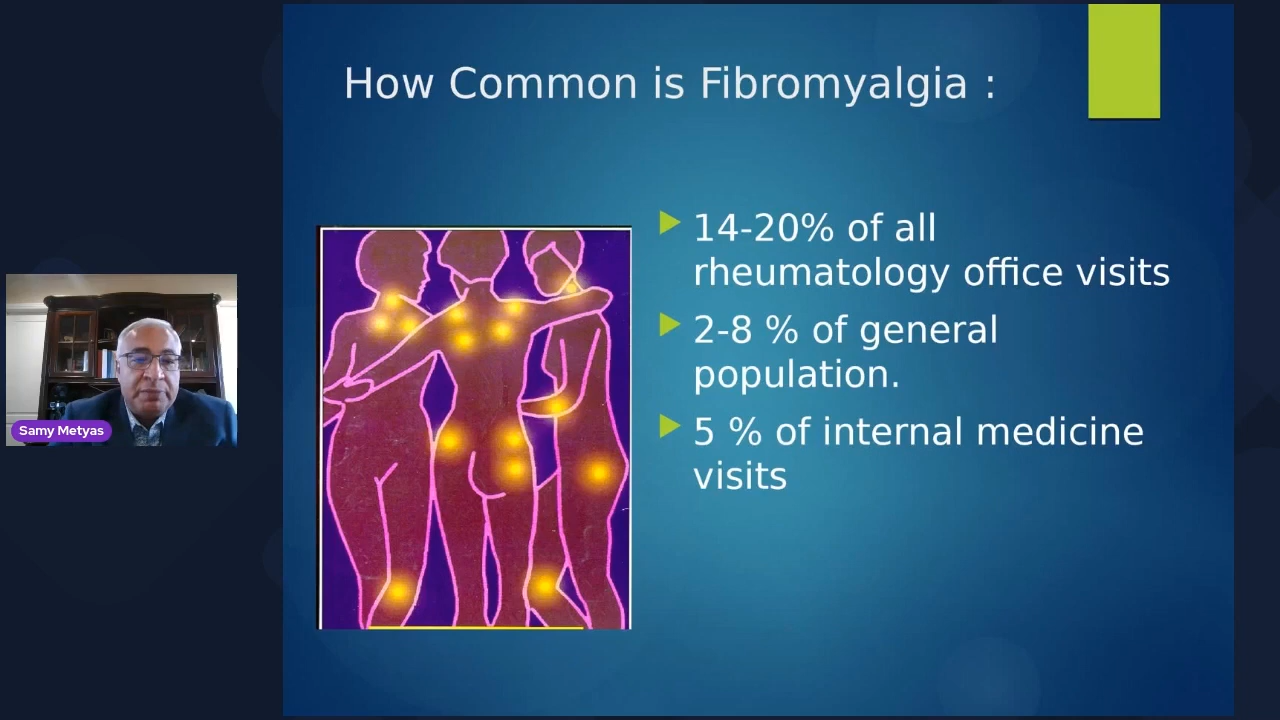 How Common is Fibromyalgia :
14-20% of all
rheumatology office visits
2-8 % of general
population.
5 % of internal medicine
visits
Samy Metyas